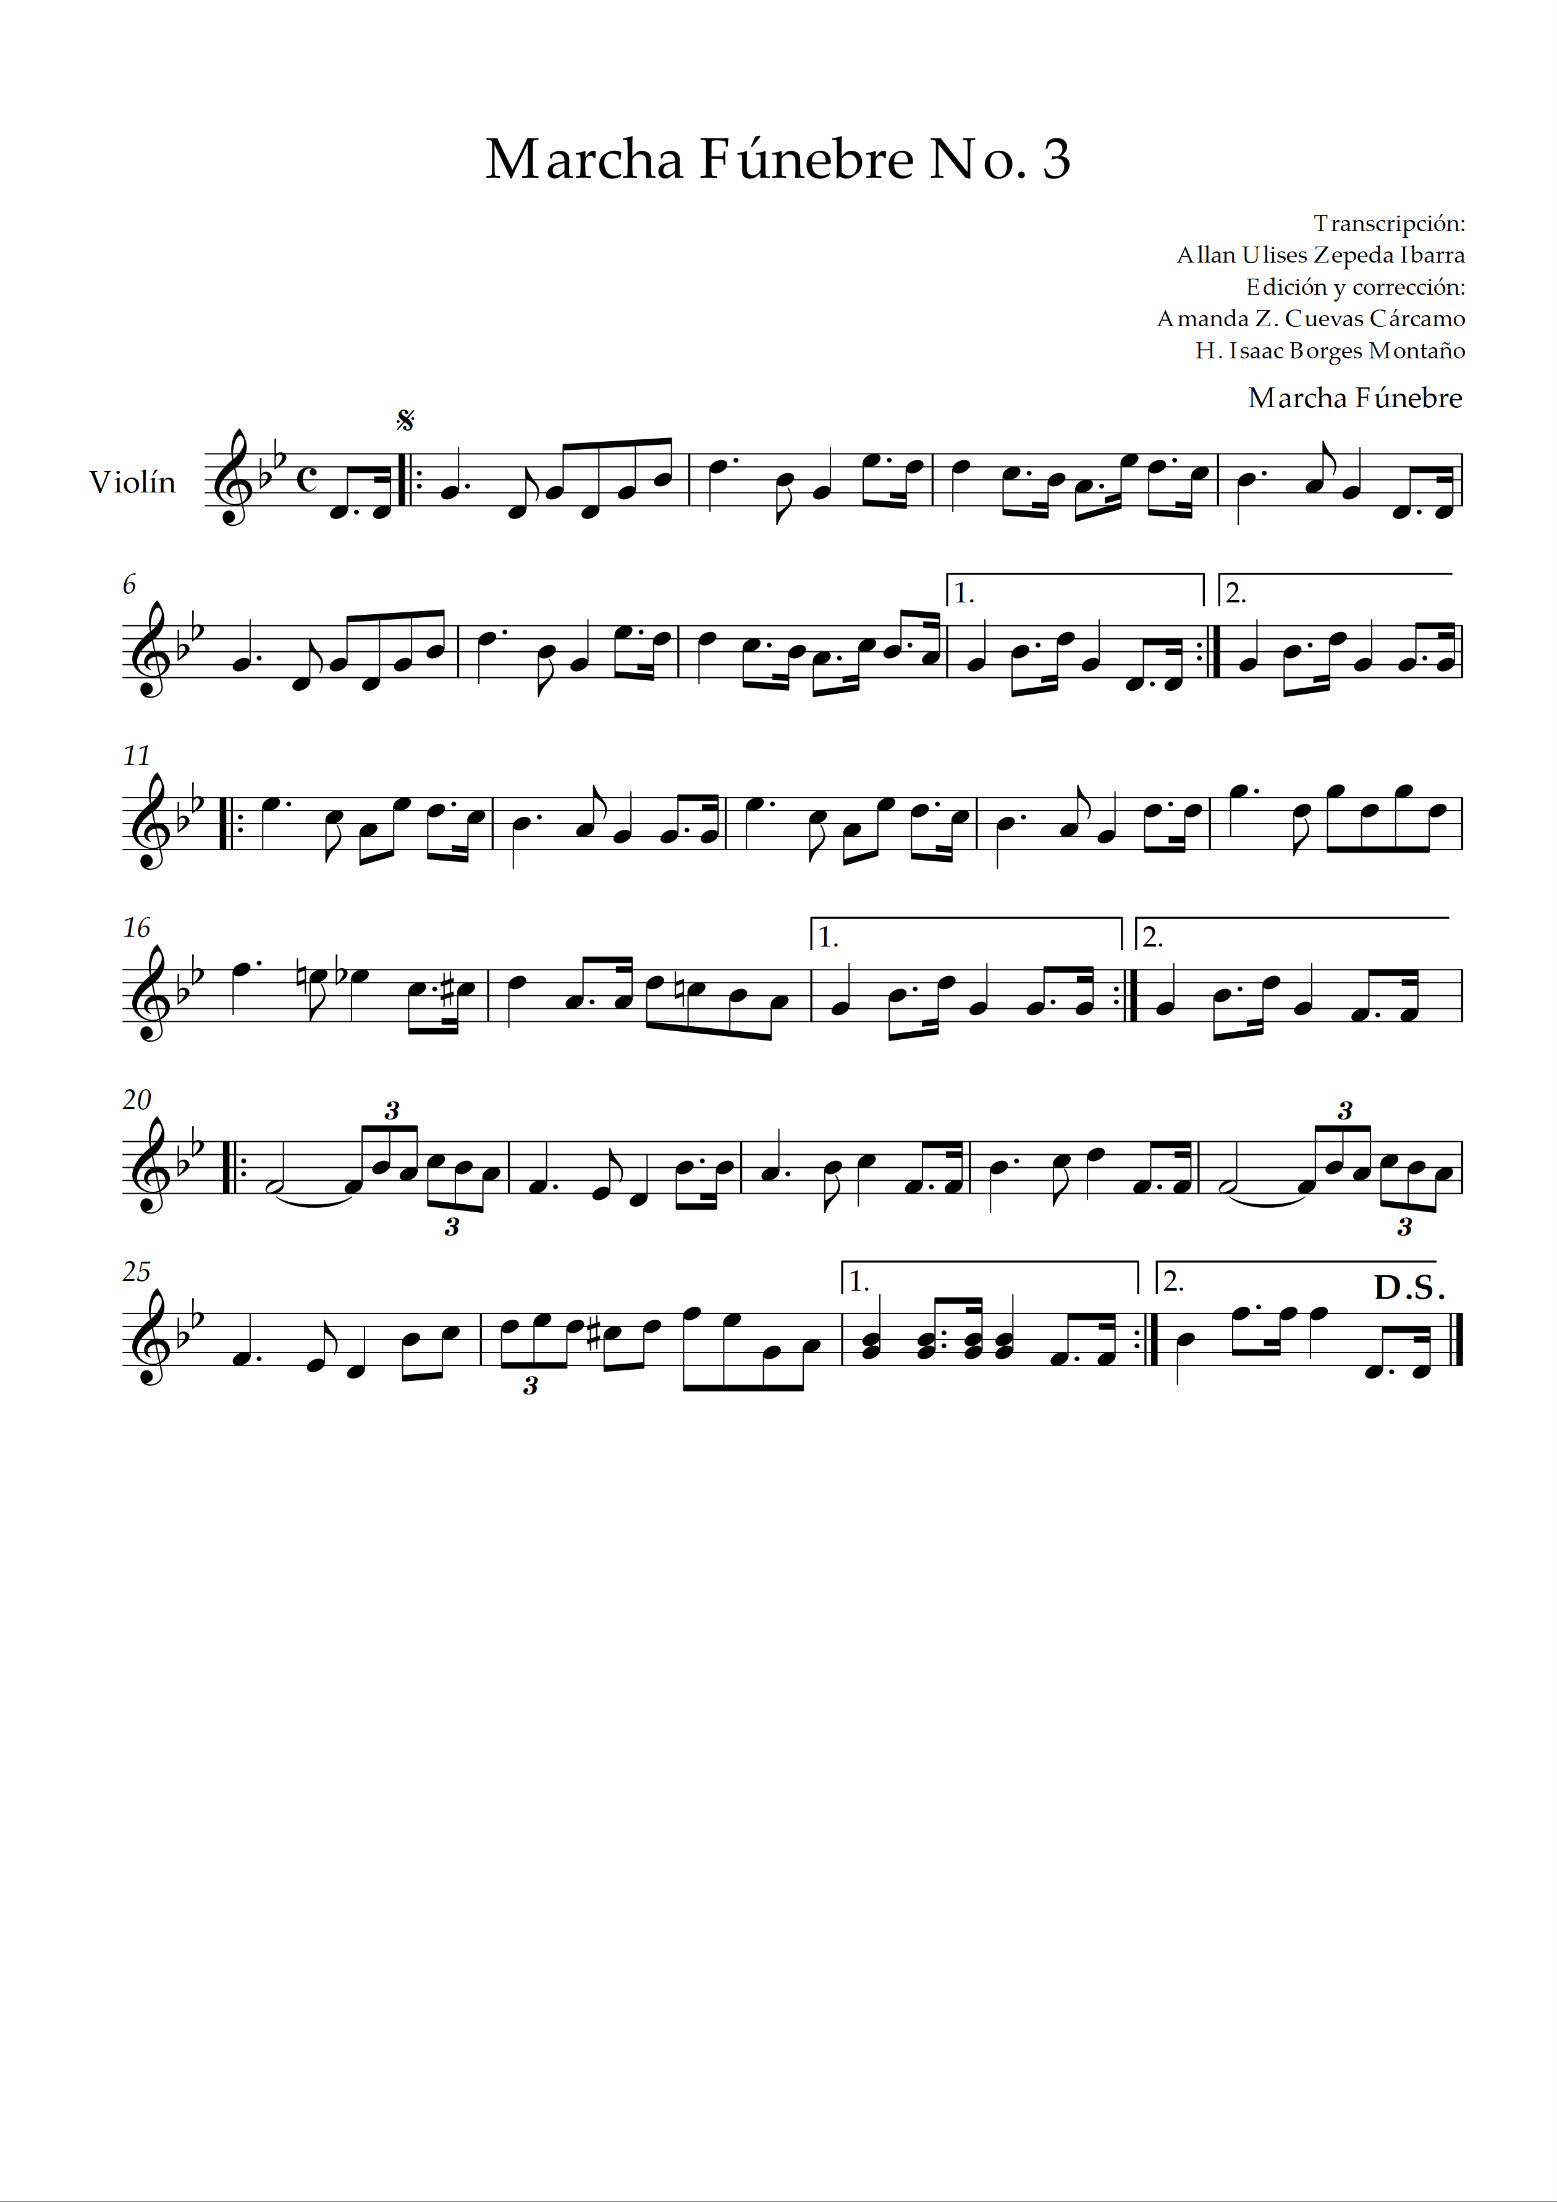 Marcha Fúnebre No. 3
Transcripción:
Allan Ulises Zepeda Ibarra
Edición y corrección:
Amanda Z. Cuevas Cárcamo
H. Isaac Borges Montaño
Marcha Fúnebre
Violín
6
1.
2.
11
16
1.
2.
20
3
3
3
3
25
3
1.
2.
D.S.